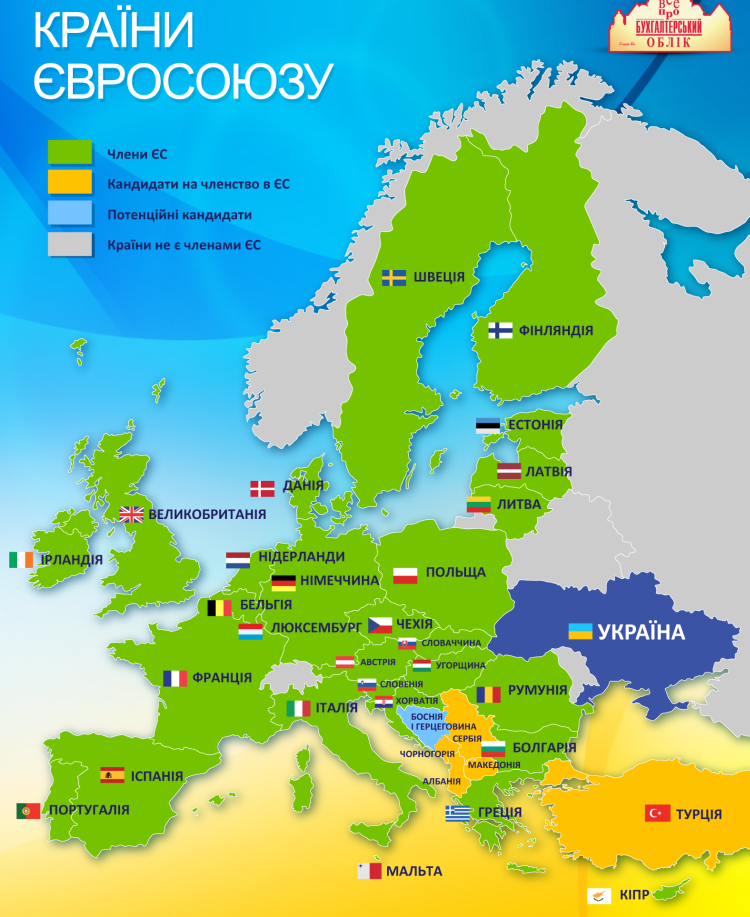 КРАЇНИ
ЄВРОСОЮЗУ
ВСЕ
про
БУХГАЛТЕРСЬКИЙ
ОБЛІК
Члени ЄС
Кандидати на членство в ЄС
Потенційні кандидати
Країни не є членами ЄС
ШВЕЦІЯ
ФІНЛЯНДІЯ
ЕСТОНІЯ
ЛАТВІЯ
ДАНІЯ
ЛИТВА
ВЕЛИКОБРИТАНІЯ
ІРЛАНДІЯ
НІДЕРЛАНДИ
НІМЕЧЧИНА
ПОЛЬЩА
БЕЛЬГІЯ
ЛЮКСЕМБУРГ
ЧЕХІЯ
УКРАЇНА
СЛОВАЧЧИНА
АВСТРІЯ
УГОРЩИНА
ФРАНЦІЯ
СЛОВЕНІЯ
РУМУНІЯ
ХОРВАТІЯ
ІТАЛІЯ
БОСНІЯ
І ГЕРЦЕГОВИНА
СЕРБІЯ
БОЛГАРІЯ
ЧОРНОГОРІЯ
МАКЕДОНІЯ
ІСПАНІЯ
АЛБАНІЯ
ПОРТУГАЛІЯ
ГРЕЦІЯ
ТУРЦІЯ
МАЛЬТА
КІПР